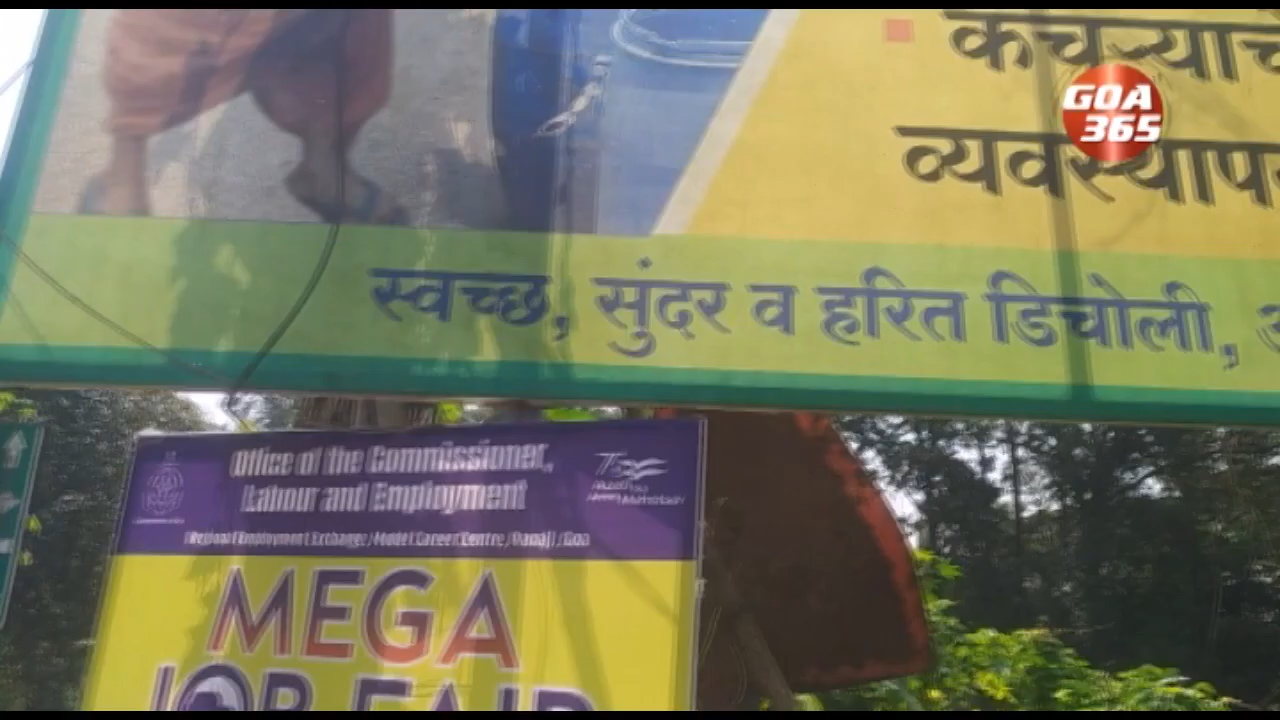 कचऱ्याच
GOA
365
व्यवस्थाप
स्वच्छ, सुंदर व हरित डिचोली,
Office of the Commissioner,
Labour and Employment
Regional Employment Exchange / Model Career Centre, Panaji, Goa
MEGA
JOB FAIR